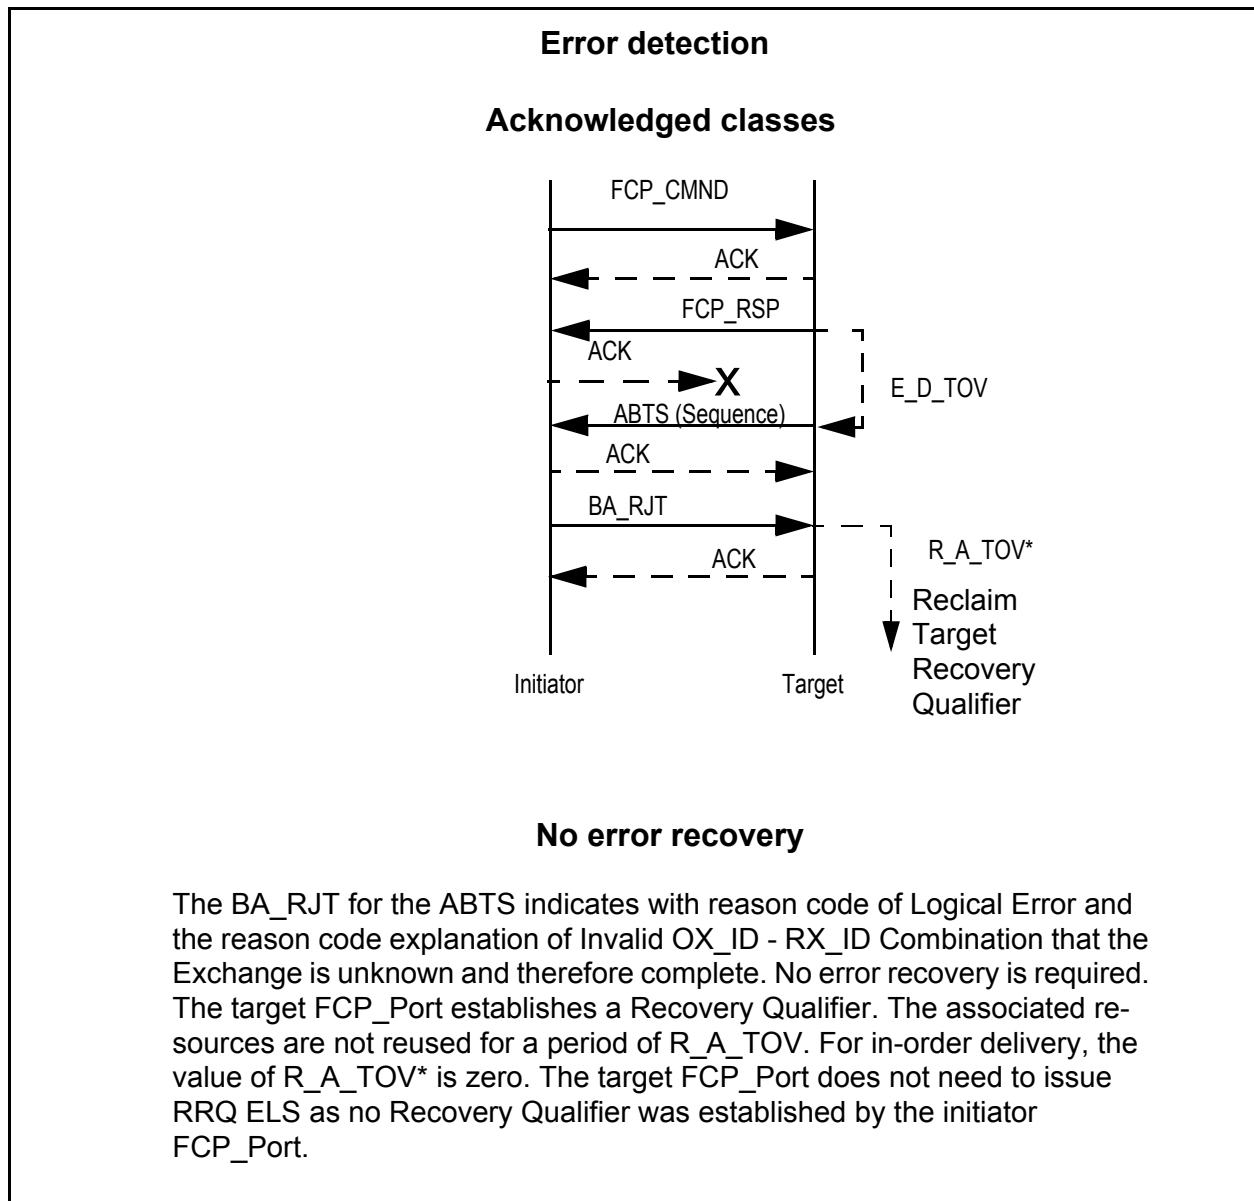 Error detection
Acknowledged classes
FCP_CMND
ACK
FCP_RSP
ACK
X
E_D_TOV
ABTS (Sequence)
ACK
BA_RJT
R_A_TOV*
ACK
Reclaim
Target
Recovery
Qualifier
Initiator
Target
No error recovery
The BA_RJT for the ABTS indicates with reason code of Logical Error and
the reason code explanation of Invalid OX_ID - RX_ID Combination that the
Exchange is unknown and therefore complete. No error recovery is required.
The target FCP_Port establishes a Recovery Qualifier. The associated re-
sources are not reused for a period of R_A_TOV. For in-order delivery, the
value of R_A_TOV* is zero. The target FCP_Port does not need to issue
RRQ ELS as no Recovery Qualifier was established by the initiator
FCP_Port.